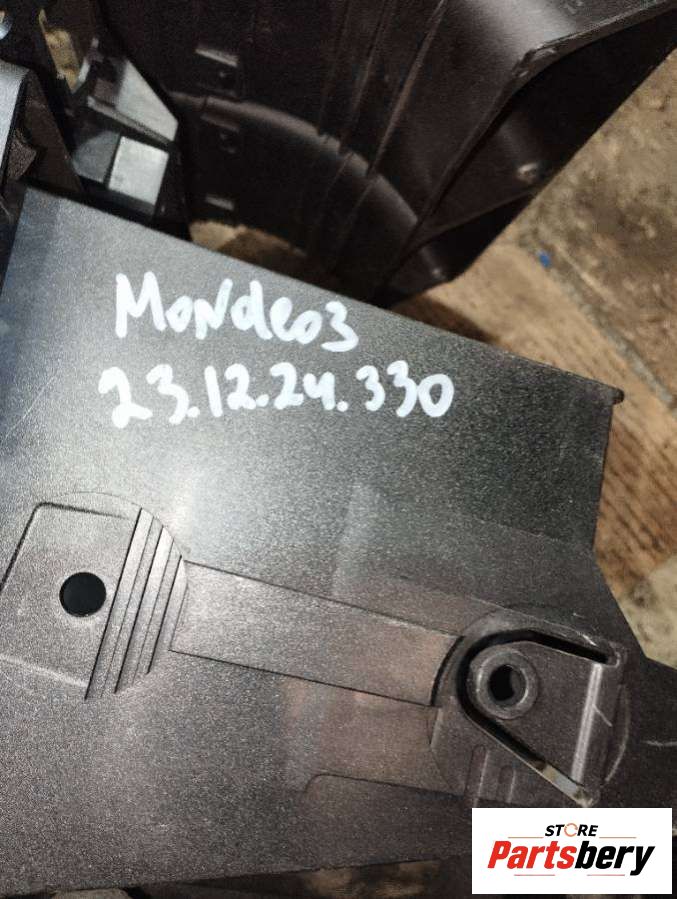 Mondeo3
23.12.24.330
STORE
Partsbery